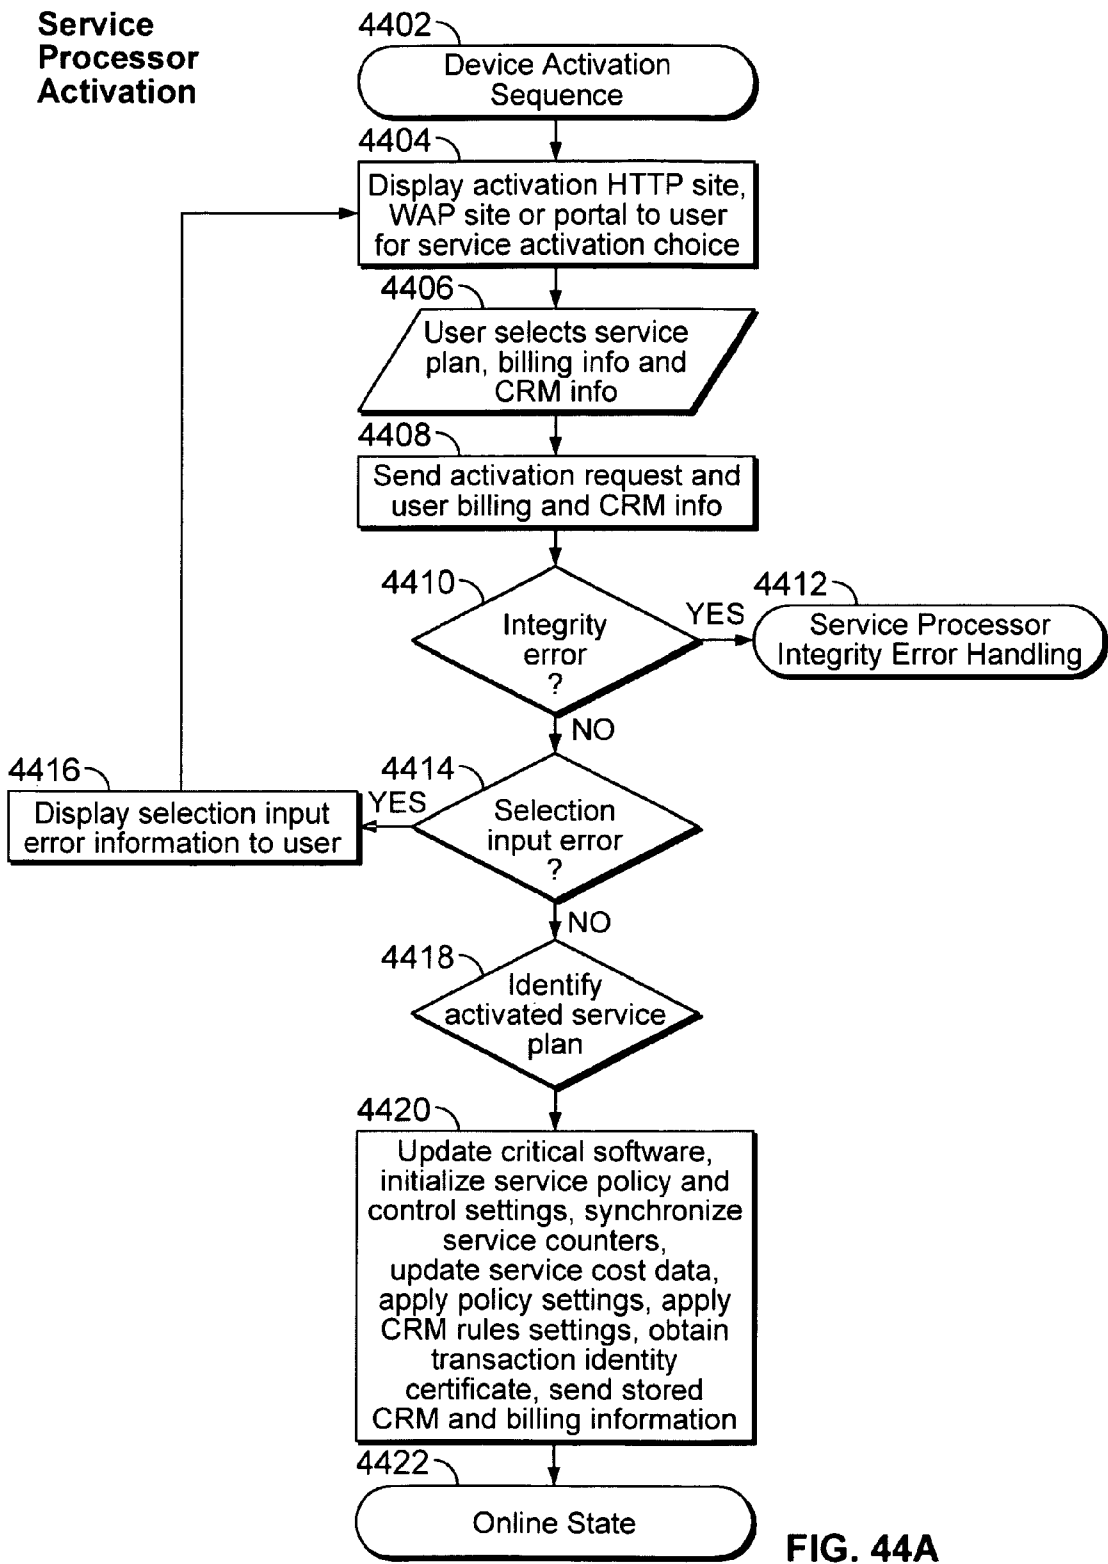 Service
Processor
Activation
4402
Device Activation
Sequence
4404
Display activation HTTP site,
WAP site or portal to user
for service activation choice
4406
User selects service
plan, billing info and
CRM info
4408
Send activation request and
user billing and CRM info
4410
Integrity
error
?
YES
4412
Service Processor
Integrity Error Handling
NO
4414
Selection
input error
?
YES
4416
Display selection input
error information to user
NO
4418
Identify
activated service
plan
4420
Update critical software,
initialize service policy and
control settings, synchronize
service counters,
update service cost data,
apply policy settings, apply
CRM rules settings, obtain
transaction identity
certificate, send stored
CRM and billing information
4422
Online State
FIG. 44A